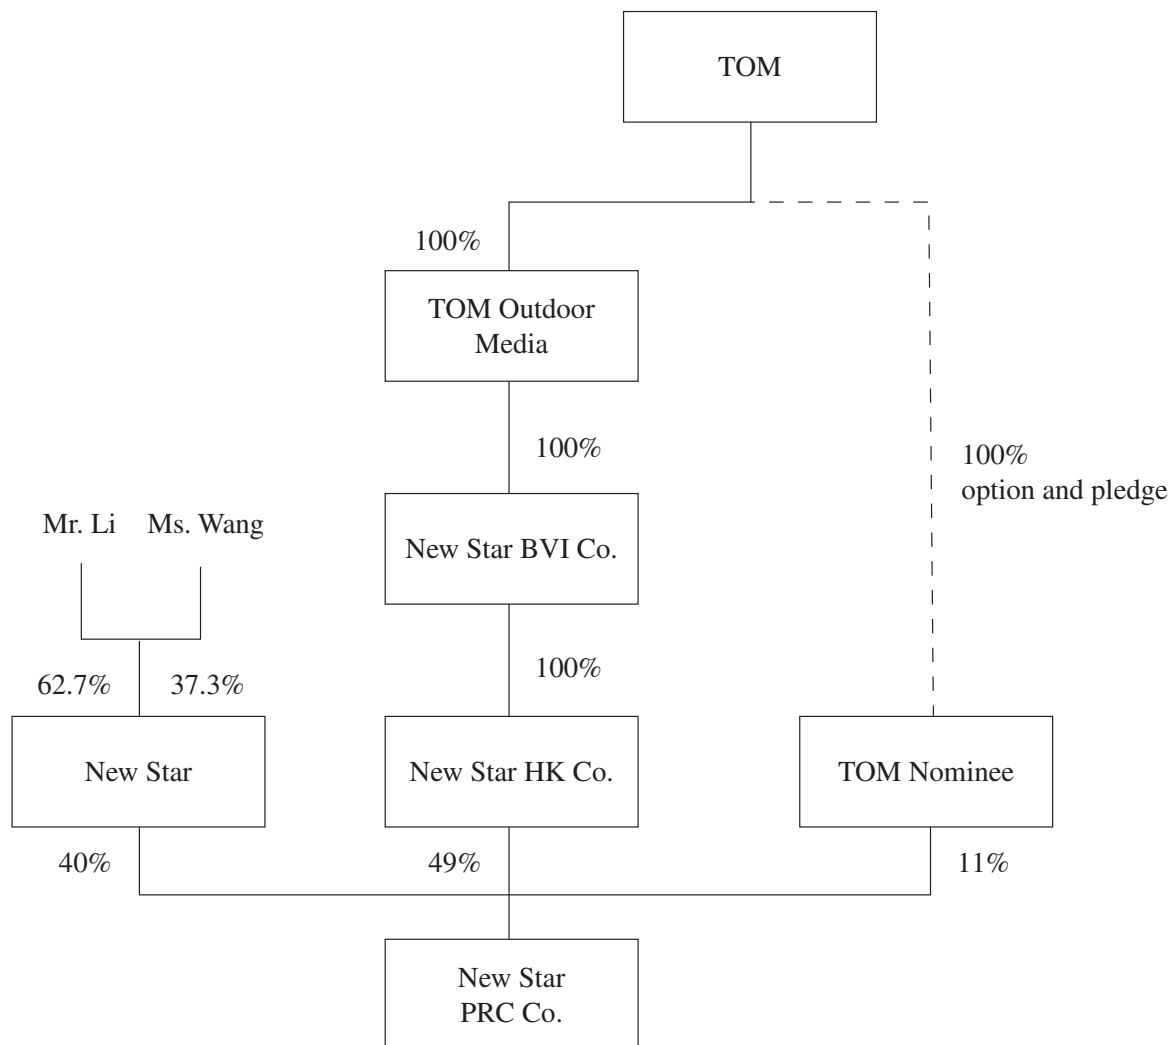 TOM
100%
TOM Outdoor
Media
100%
100%
option and pledge
Mr. Li
Ms. Wang
New Star BVI Co.
100%
62.7%
37.3%
New Star
New Star HK Co.
TOM Nominee
40%
49%
11%
New Star
PRC Co.